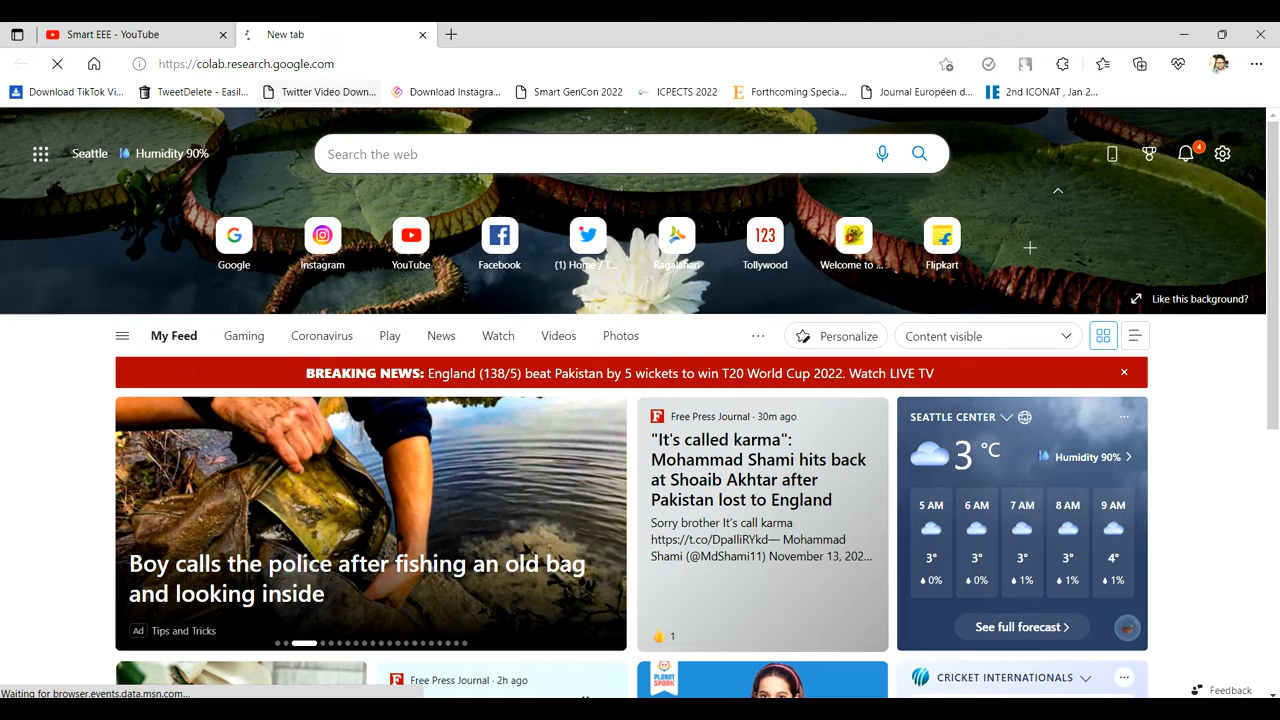 Smart EEE - YouTube
New tab
https://colab.research.google.com
Download TikTok Vi...
TweetDelete - Easil...
Twitter Video Down...
Download Instagra...
Smart GenCon 2022
ICPECTS 2022
Forthcoming Specia...
Journal Européen d...
2nd ICONAT , Jan 2...
Seattle
Humidity 90%
Search the web
4
Google
Instagram
YouTube
Facebook
(1) Home / T...
Ragalahari
123
Tollywood
Welcome to ...
Flipkart
Like this background?
My Feed
Gaming
Coronavirus
Play
News
Watch
Videos
Photos
Personalize
Content visible
BREAKING NEWS: England (138/5) beat Pakistan by 5 wickets to win T20 World Cup 2022. Watch LIVE TV
Boy calls the police after fishing an old bag
and looking inside
Ad Tips and Tricks
Free Press Journal · 30m ago
"It's called karma":
Mohammad Shami hits back
at Shoaib Akhtar after
Pakistan lost to England
Sorry brother It's call karma
https://t.co/DpaIliRYkd— Mohammad
Shami (@MdShami11) November 13, 202...
1
SEATTLE CENTER
3 °C
Humidity 90%
5 AM 6 AM 7 AM 8 AM 9 AM
3° 3° 3° 3° 4°
0% 0% 1% 1% 1%
See full forecast
Free Press Journal · 2h ago
PLANET
SPARK
CRICKET INTERNATIONALS
Waiting for browser.events.data.msn.com...
Feedback